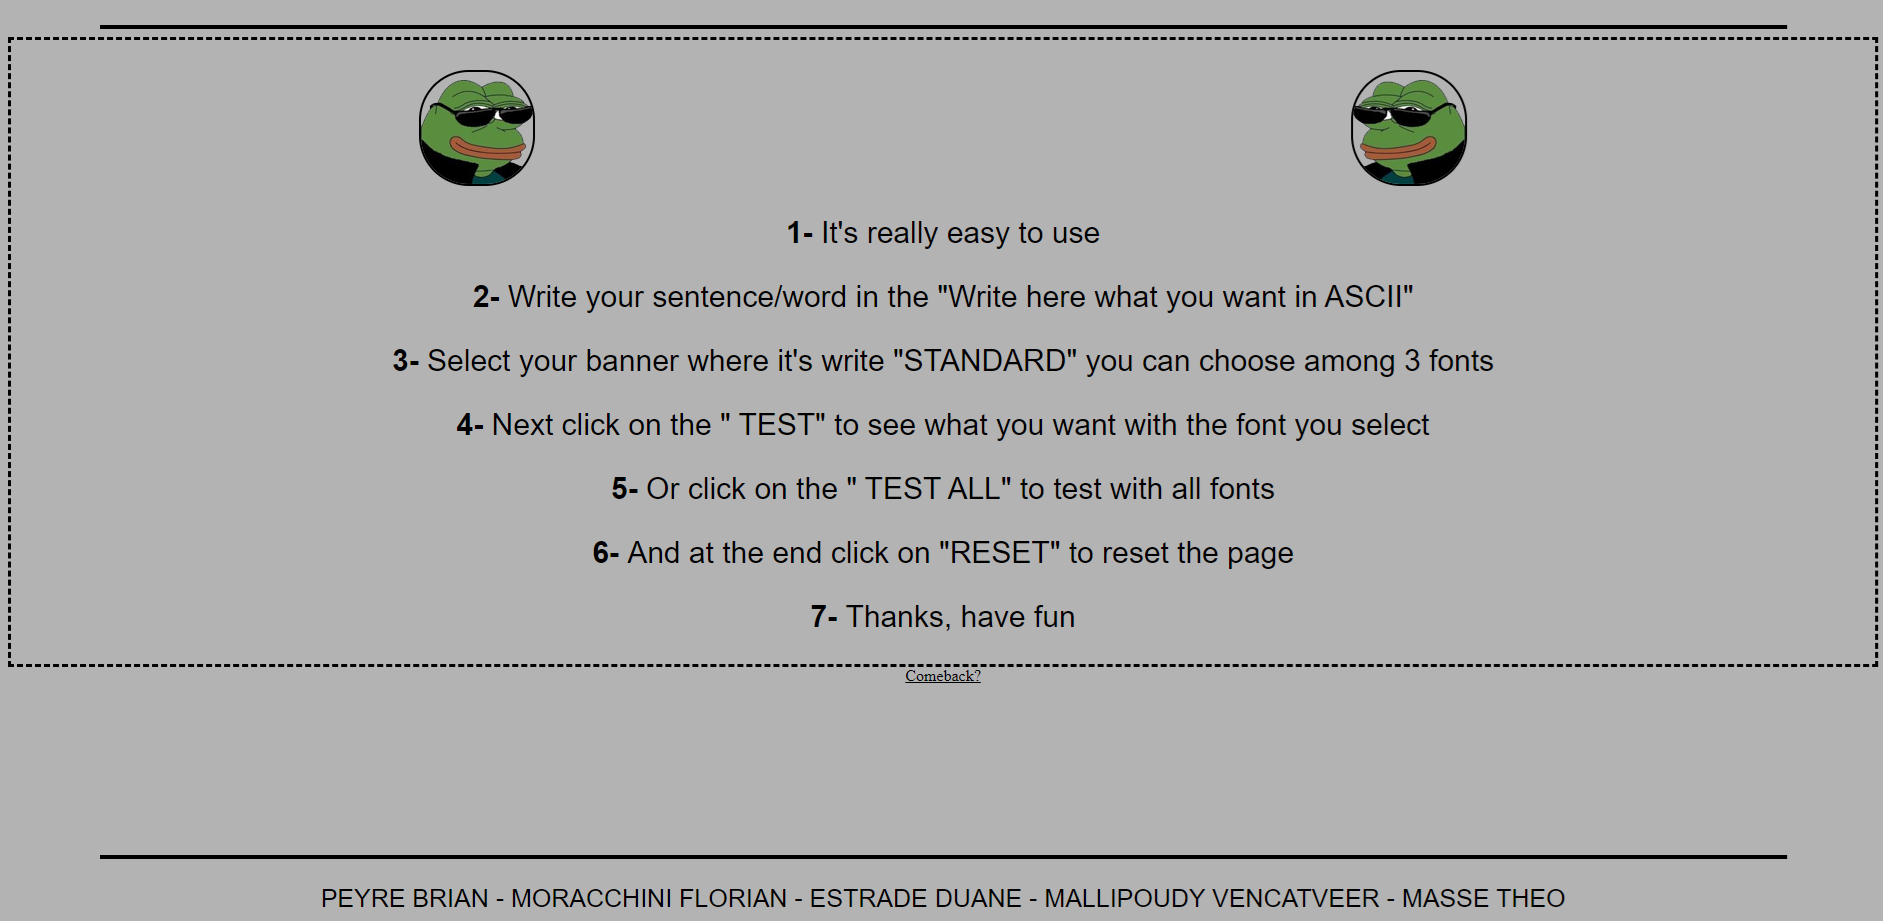 1- It's really easy to use
2- Write your sentence/word in the "Write here what you want in ASCII"
3- Select your banner where it's write "STANDARD" you can choose among 3 fonts
4- Next click on the " TEST" to see what you want with the font you select
5- Or click on the " TEST ALL" to test with all fonts
6- And at the end click on "RESET" to reset the page
7- Thanks, have fun
Comeback?
PEYRE BRIAN - MORACCHINI FLORIAN - ESTRADE DUANE - MALLIPOUDY VENCATVEER - MASSE THEO